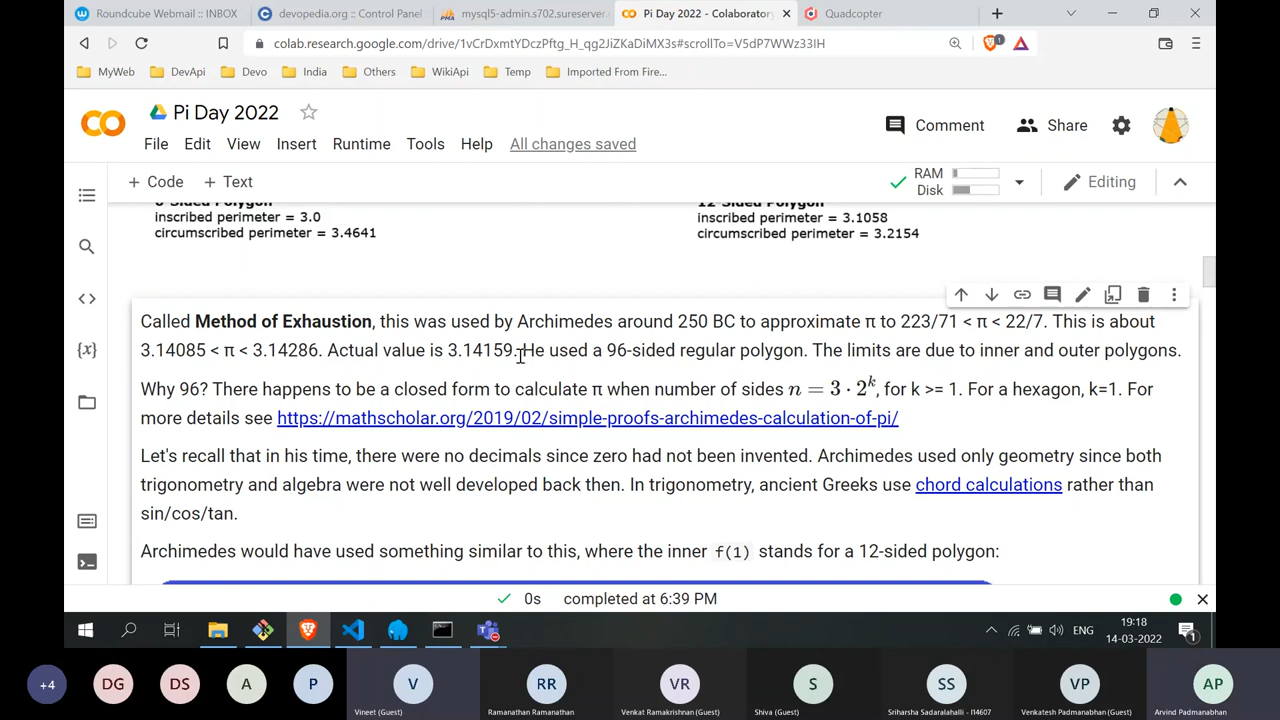 Roundcube Webmail :: INBOX
devopedia.org :: Control Panel
mysql5-admin.s702.sureserver.
Pi Day 2022 - Colaboratory
Quadcopter
colab.research.google.com/drive/1vCrDxmtYDczPftg_H_qg2JiZKaDiMX3s#scrollTo=V5dP7WWz33IH
MyWeb
DevApi
Devo
India
Others
WikiApi
Temp
Imported From Fire...
Pi Day 2022
Comment
Share
File Edit View Insert Runtime Tools Help All changes saved
+ Code + Text
RAM
Disk
Editing
6-Sided Polygon
inscribed perimeter = 3.0
circumscribed perimeter = 3.4641
12-Sided Polygon
inscribed perimeter = 3.1058
circumscribed perimeter = 3.2154
Called Method of Exhaustion, this was used by Archimedes around 250 BC to approximate π to 223/71 < π < 22/7. This is about
3.14085 < π < 3.14286. Actual value is 3.14159. He used a 96-sided regular polygon. The limits are due to inner and outer polygons.
Why 96? There happens to be a closed form to calculate π when number of sides n = 3 · 2^k, for k >= 1. For a hexagon, k=1. For
more details see https://mathscholar.org/2019/02/simple-proofs-archimedes-calculation-of-pi/
Let's recall that in his time, there were no decimals since zero had not been invented. Archimedes used only geometry since both
trigonometry and algebra were not well developed back then. In trigonometry, ancient Greeks use chord calculations rather than
sin/cos/tan.
Archimedes would have used something similar to this, where the inner f(1) stands for a 12-sided polygon:
0s completed at 6:39 PM
ENG
19:18
14-03-2022
+4
DG
DS
A
P
V
Vineet (Guest)
RR
Ramanathan Ramanathan
VR
Venkat Ramakrishnan (Guest)
S
Shiva (Guest)
SS
Sriharsha Sadaralahalli - I14607
VP
Venkatesh Padmanabhan (Guest)
AP
Arvind Padmanabhan